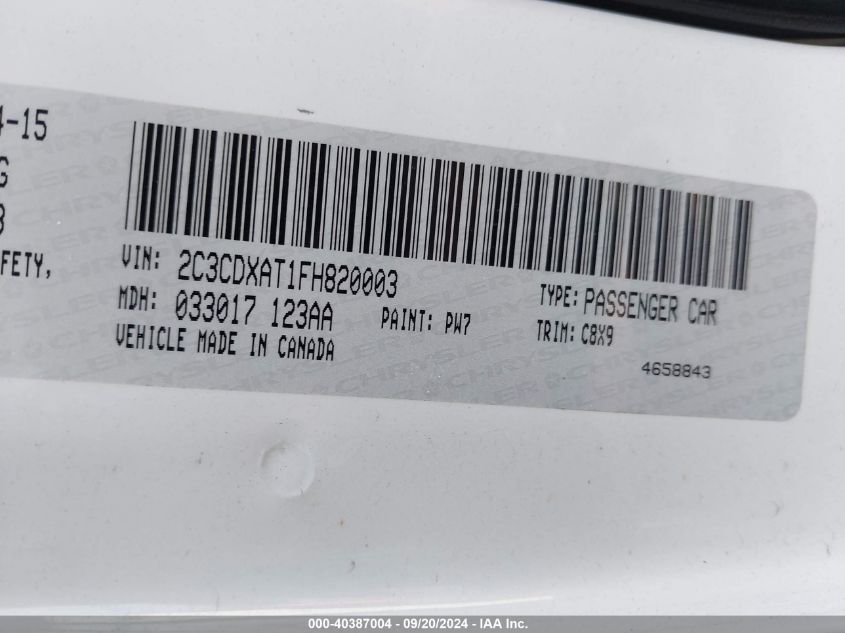 4-15
G
3
FETY,
VIN: 2C3CDXAT1FH820003
TYPE: PASSENGER CAR
MDH: 033017 123AA
PAINT: PW7
TRIM: C8X9
VEHICLE MADE IN CANADA
4658843
000-40387004 - 09/20/2024 - IAA Inc.